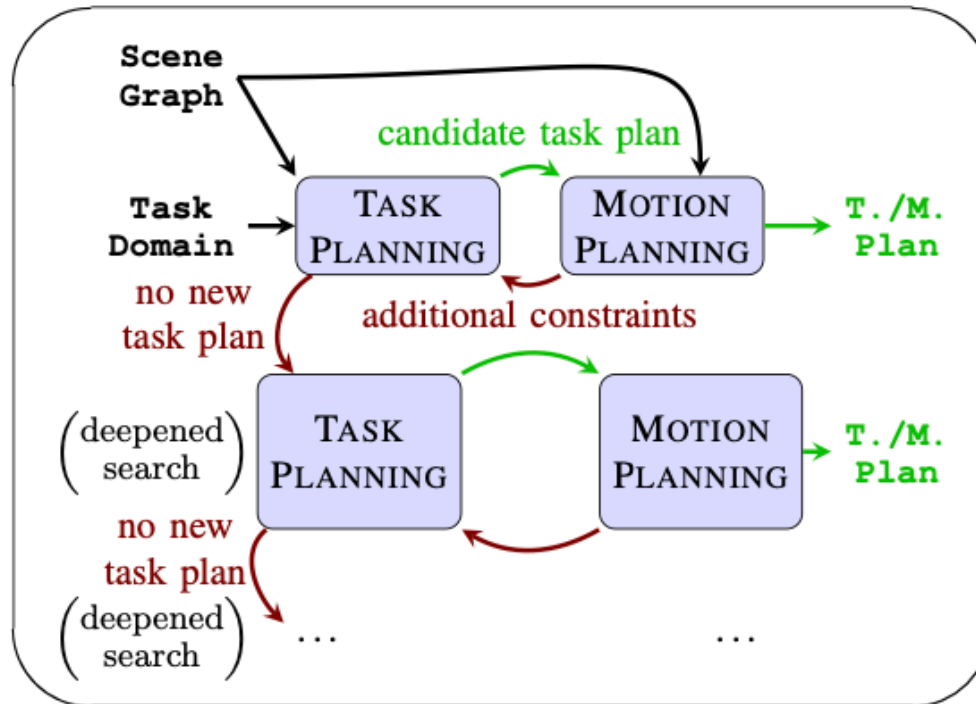 Scene
Graph
candidate task plan
Task
Domain
TASK
PLANNING
MOTION
PLANNING
T./M.
Plan
no new
task plan
additional constraints
(deepened
search)
TASK
PLANNING
MOTION
PLANNING
T./M.
Plan
no new
task plan
(deepened
search)
...
...